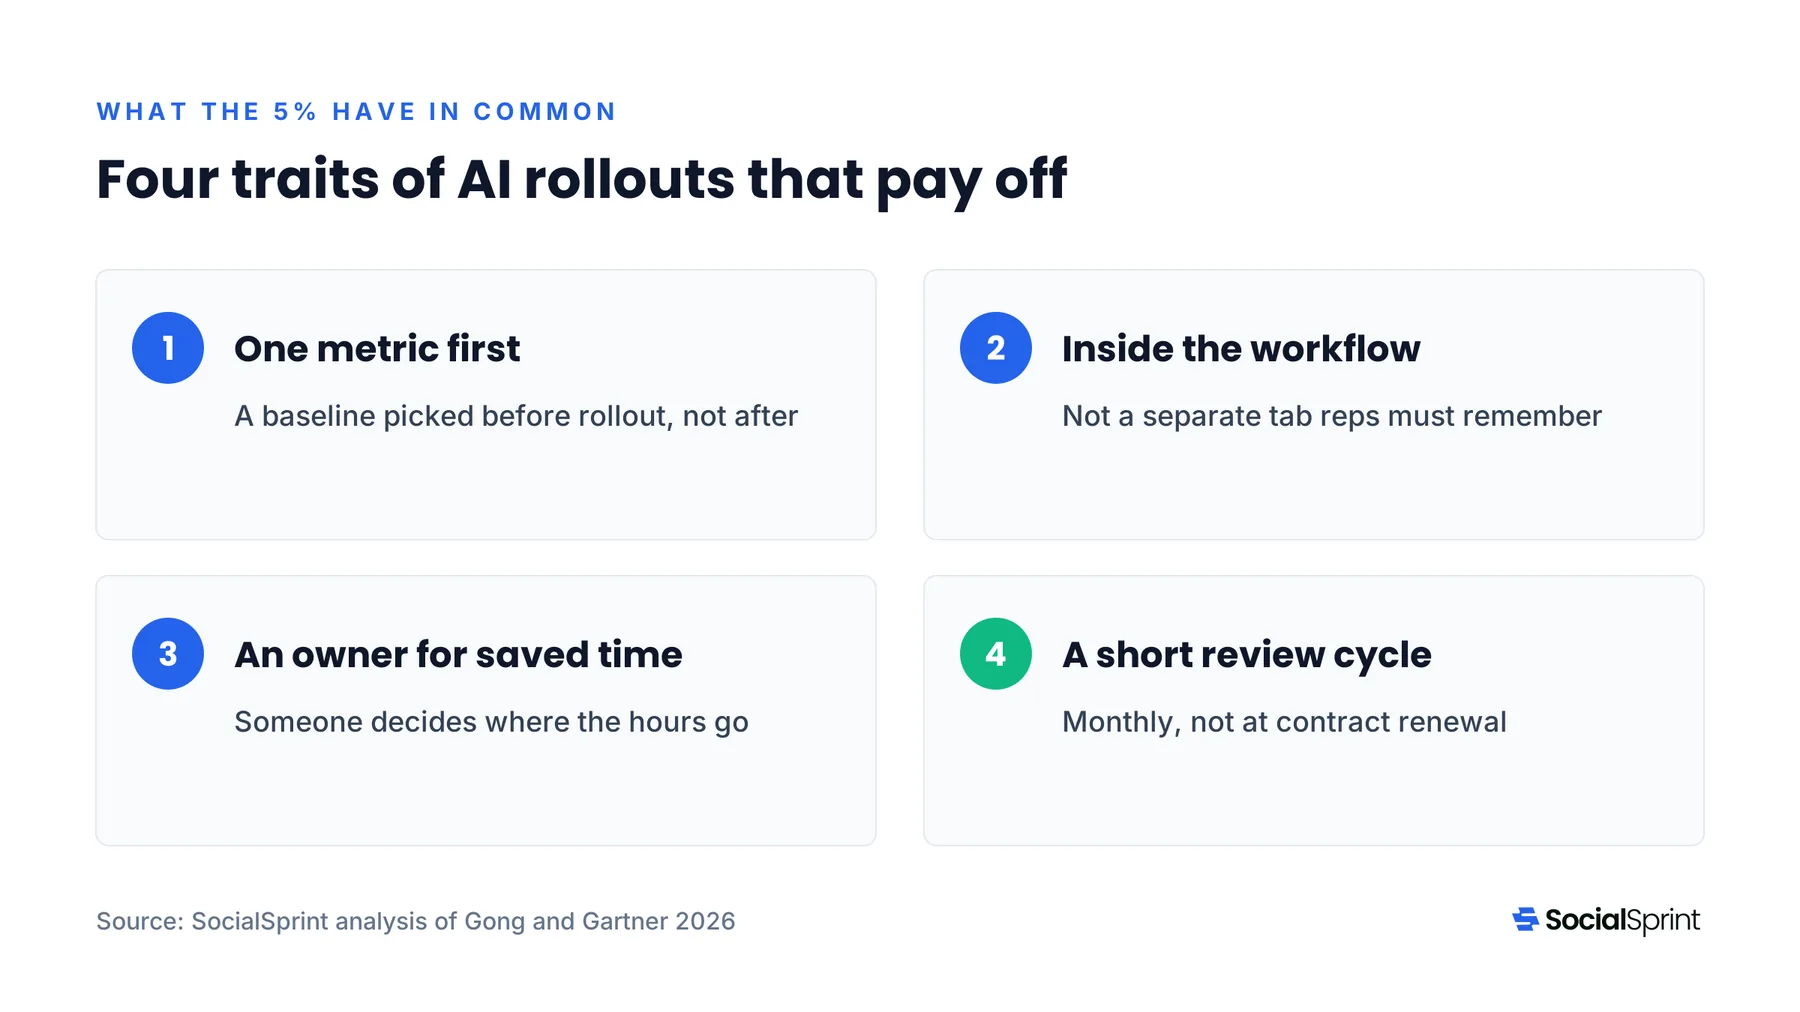 WHAT THE 5% HAVE IN COMMON
Four traits of AI rollouts that pay off
1
One metric first
A baseline picked before rollout, not after
2
Inside the workflow
Not a separate tab reps must remember
3
An owner for saved time
Someone decides where the hours go
4
A short review cycle
Monthly, not at contract renewal
Source: SocialSprint analysis of Gong and Gartner 2026
SocialSprint